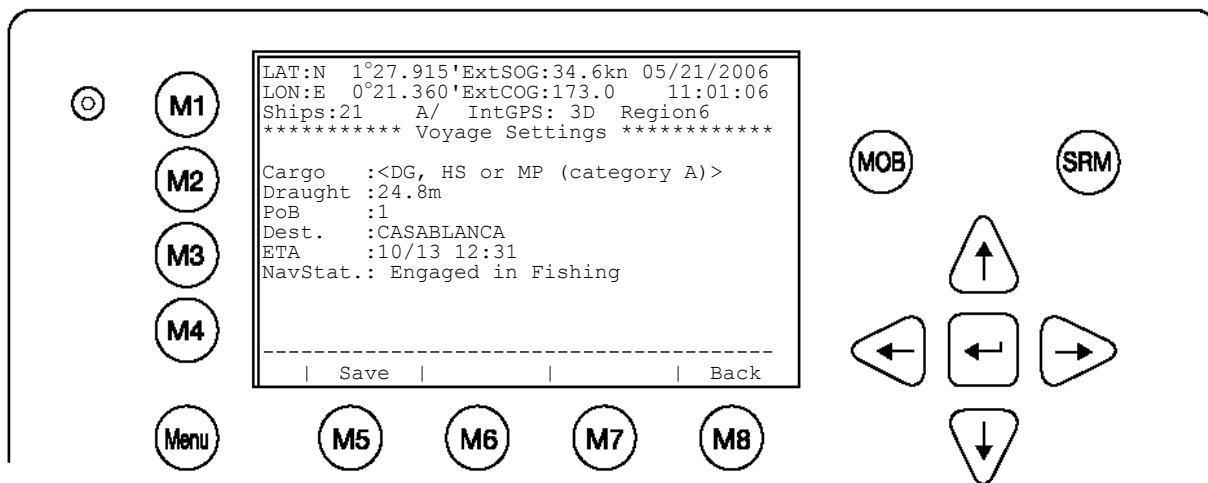 LAT:N 1°27.915'ExtSOG:34.6kn 05/21/2006
LON:E 0°21.360'ExtCOG:173.0 11:01:06
Ships:21 A/ IntGPS: 3D Region6
*********** Voyage Settings ************
Cargo :<DG, HS or MP (category A)>
Draught :24.8m
PoB :1
Dest. :CASABLANCA
ETA :10/13 12:31
NavStat.: Engaged in Fishing
----------------------------------------
| Save | | | Back
M1
M2
M3
M4
Menu
M5
M6
M7
M8
MOB
SRM